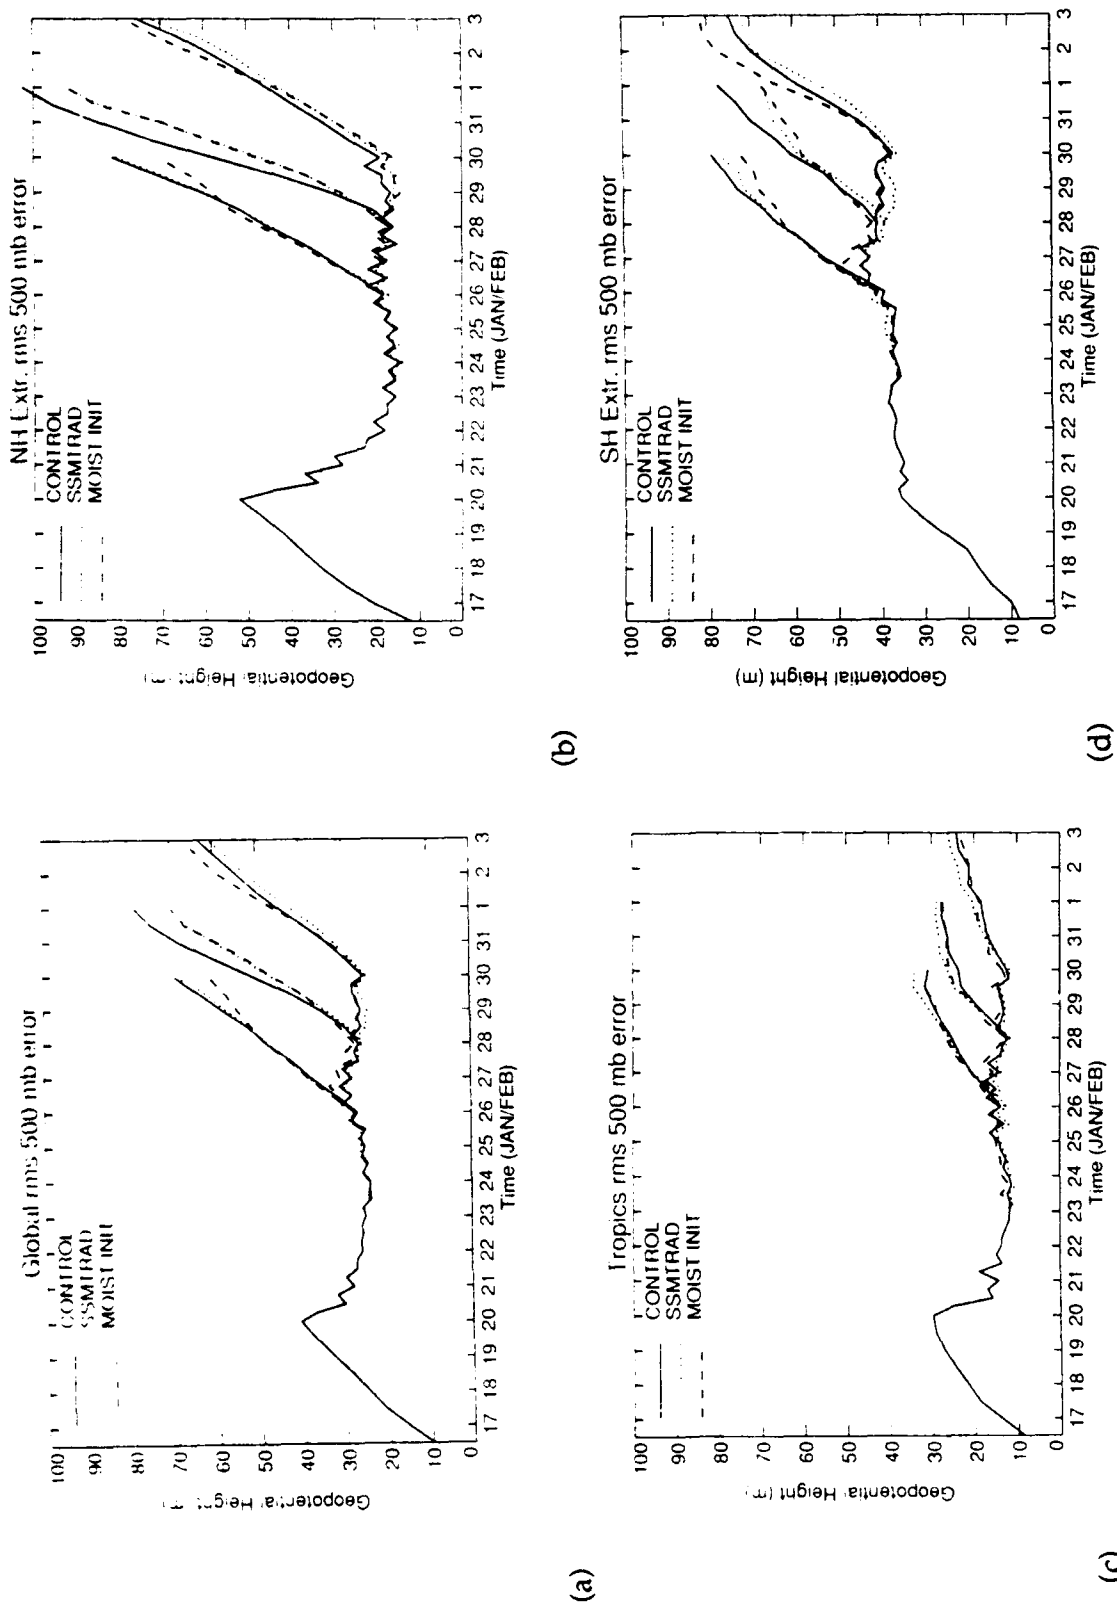 Global rms 500 mb error
CONTROL
SSMTRAD
MOIST INIT
Geopotential Height (m)
100
90
80
70
60
50
40
30
20
10
0
17 18 19 20 21 22 23 24 25 26 27 28 29 30 31 1 2 3
Time (JAN/FEB)
(a)
NH Extr. rms 500 mb error
CONTROL
SSMTRAD
MOIST INIT
Geopotential Height (m)
100
90
80
70
60
50
40
30
20
10
0
17 18 19 20 21 22 23 24 25 26 27 28 29 30 31 1 2 3
Time (JAN/FEB)
(b)
Tropics rms 500 mb error
CONTROL
SSMTRAD
MOIST INIT
Geopotential Height (m)
100
90
80
70
60
50
40
30
20
10
0
17 18 19 20 21 22 23 24 25 26 27 28 29 30 31 1 2 3
Time (JAN/FEB)
(c)
SH Extr. rms 500 mb error
CONTROL
SSMTRAD
MOIST INIT
Geopotential Height (m)
100
90
80
70
60
50
40
30
20
10
0
17 18 19 20 21 22 23 24 25 26 27 28 29 30 31 1 2 3
Time (JAN/FEB)
(d)